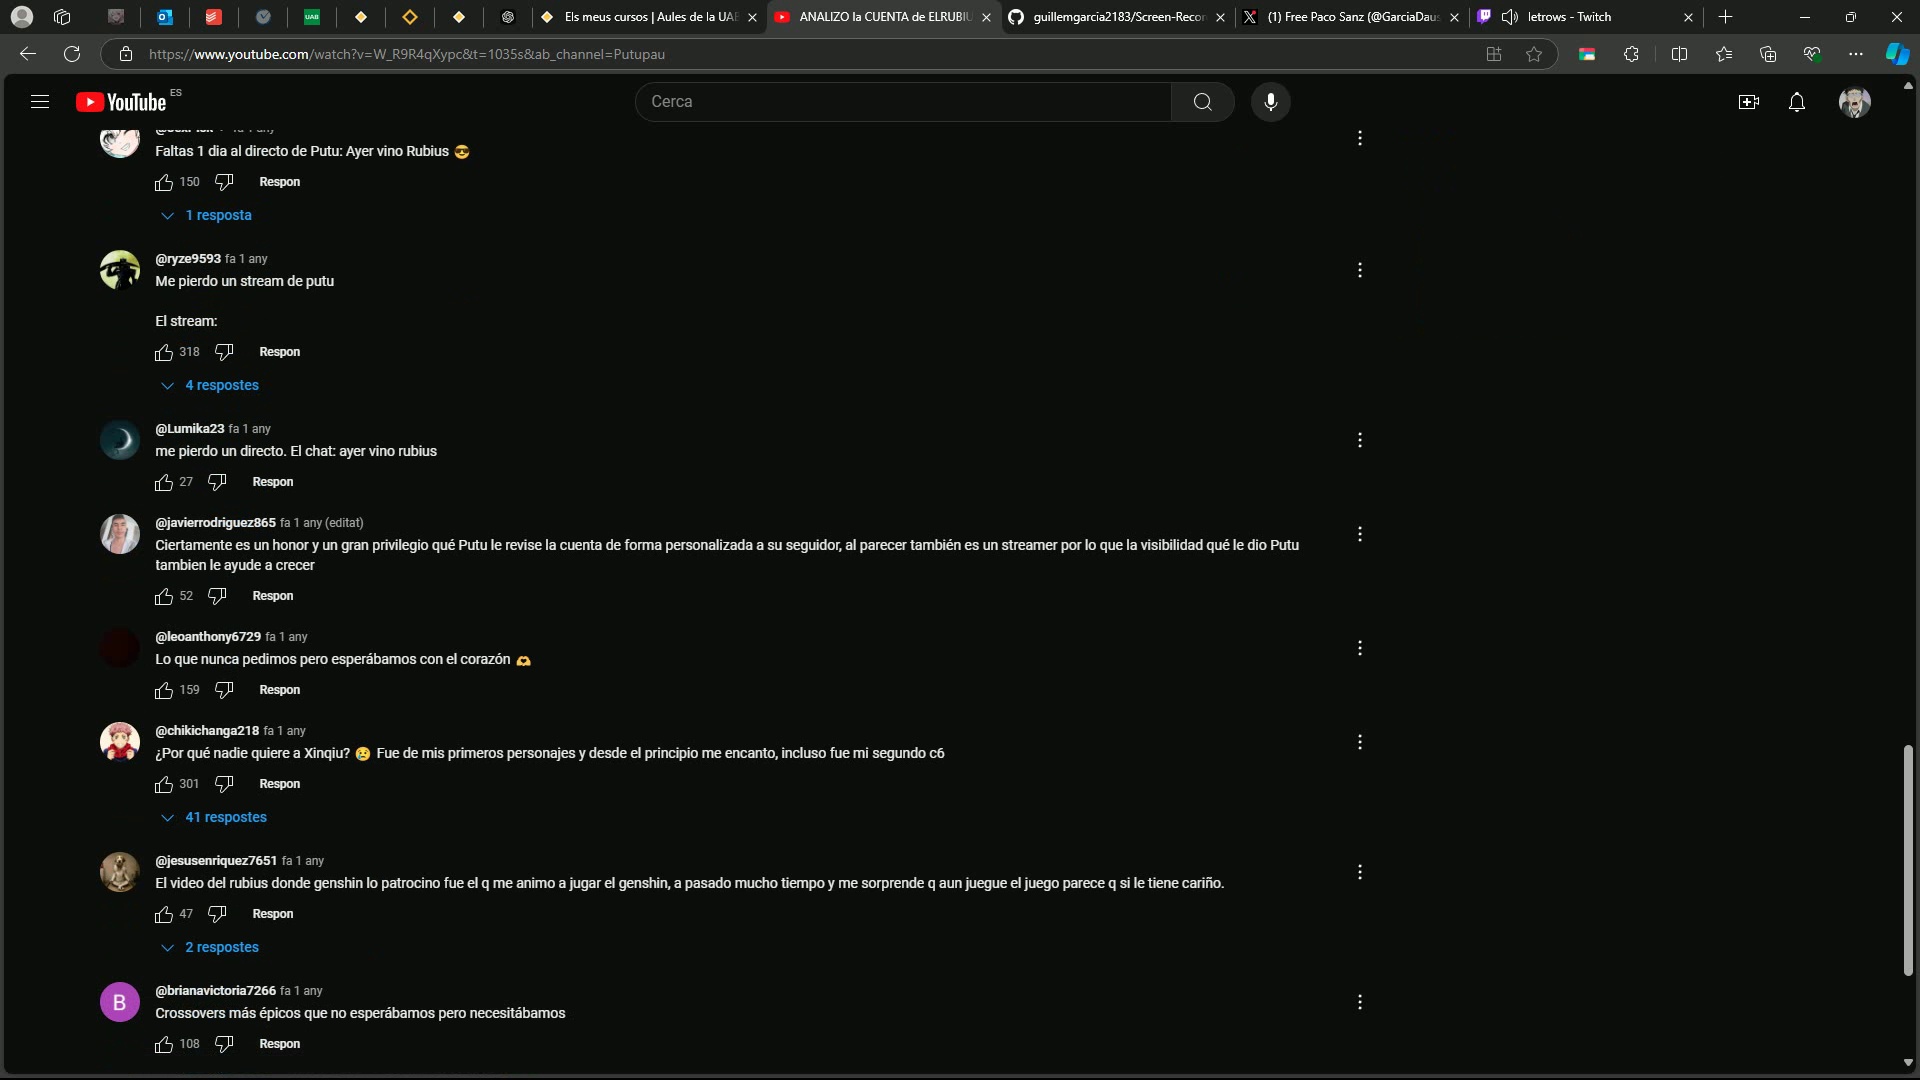 UAB
Els meus cursos | Aules de la UAB
ANALIZO la CUENTA de ELRUBIU
guillemgarcia2183/Screen-Recor
(1) Free Paco Sanz (@GarciaDaus
letrows - Twitch
https://www.youtube.com/watch?v=W_R9R4qXypc&t=1035s&ab_channel=Putupau
YouTube ES
Cerca
Faltas 1 dia al directo de Putu: Ayer vino Rubius 😎
150 Respon
1 resposta
@ryze9593 fa 1 any
Me pierdo un stream de putu
El stream:
318 Respon
4 respostes
@Lumika23 fa 1 any
me pierdo un directo. El chat: ayer vino rubius
27 Respon
@javierrodriguez865 fa 1 any (editat)
Ciertamente es un honor y un gran privilegio qué Putu le revise la cuenta de forma personalizada a su seguidor, al parecer también es un streamer por lo que la visibilidad qué le dio Putu
tambien le ayude a crecer
52 Respon
@leoanthony6729 fa 1 any
Lo que nunca pedimos pero esperábamos con el corazón 🫶
159 Respon
@chikichanga218 fa 1 any
¿Por qué nadie quiere a Xinqiu? 😢 Fue de mis primeros personajes y desde el principio me encanto, incluso fue mi segundo c6
301 Respon
41 respostes
@jesusenriquez7651 fa 1 any
El video del rubius donde genshin lo patrocino fue el q me animo a jugar el genshin, a pasado mucho tiempo y me sorprende q aun juegue el juego parece q si le tiene cariño.
47 Respon
2 respostes
B
@brianavictoria7266 fa 1 any
Crossovers más épicos que no esperábamos pero necesitábamos
108 Respon